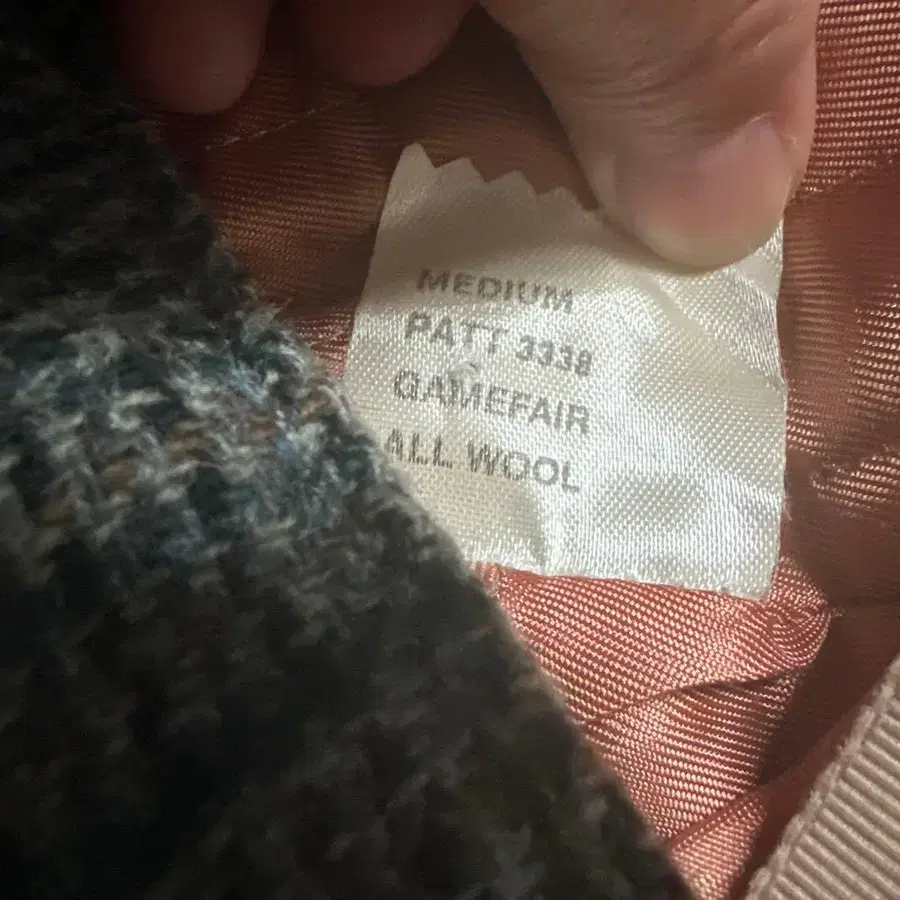 MEDIUM
PATT 3338
GAMEFAIR
ALL WOOL